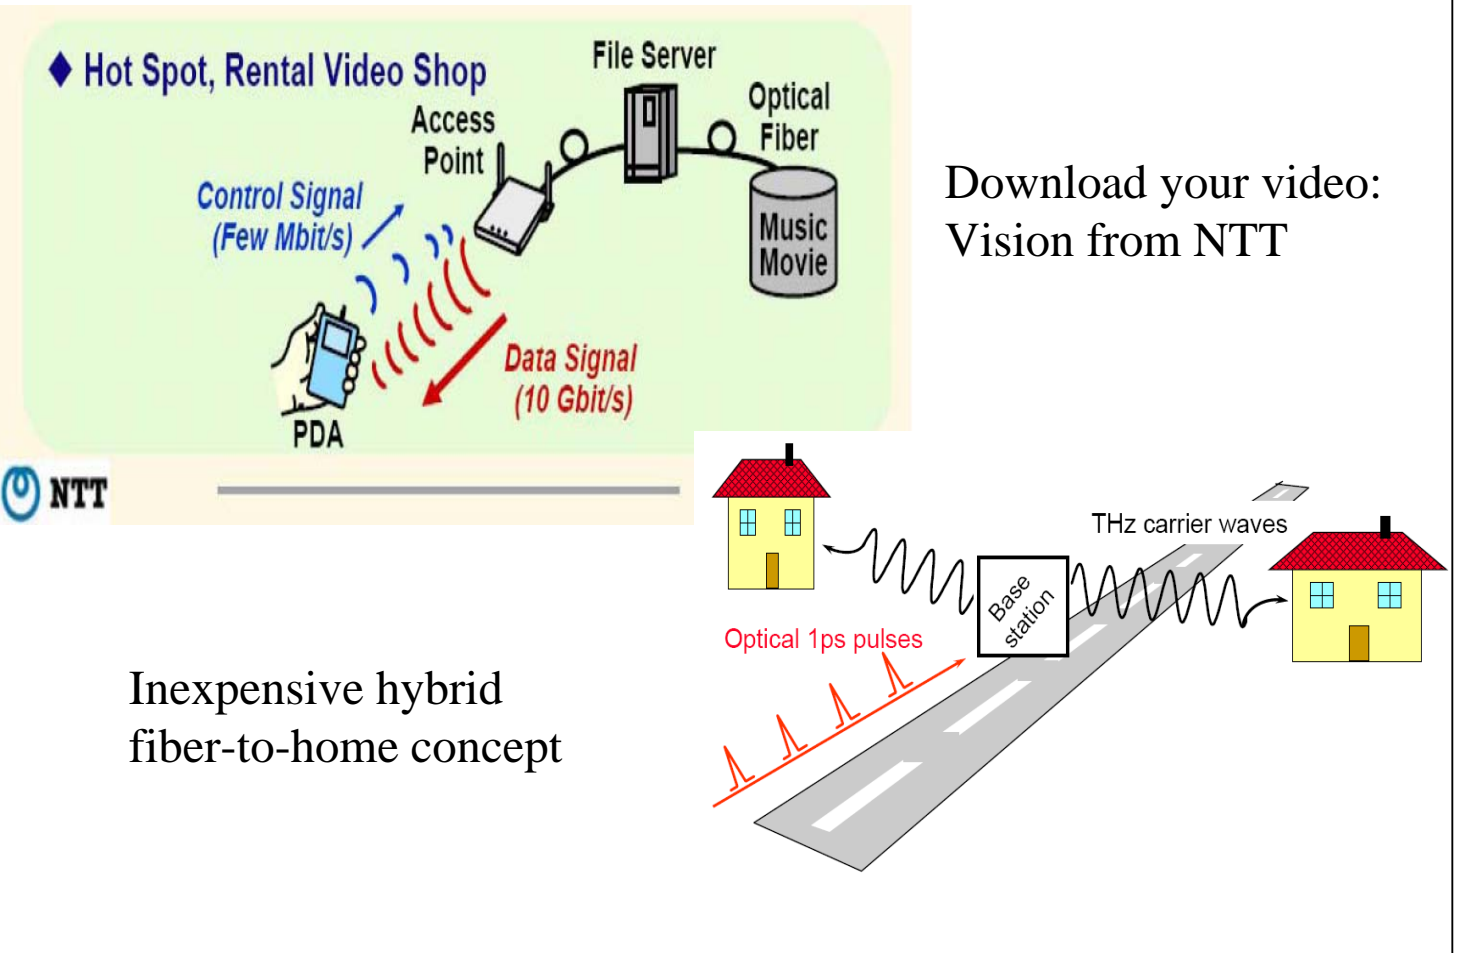 ◆ Hot Spot, Rental Video Shop
File Server
Optical
Fiber
Access
Point
Control Signal
(Few Mbit/s)
Music
Movie
Data Signal
(10 Gbit/s)
PDA
NTT
Download your video:
Vision from NTT
THz carrier waves
Base
station
Optical 1ps pulses
Inexpensive hybrid
fiber-to-home concept